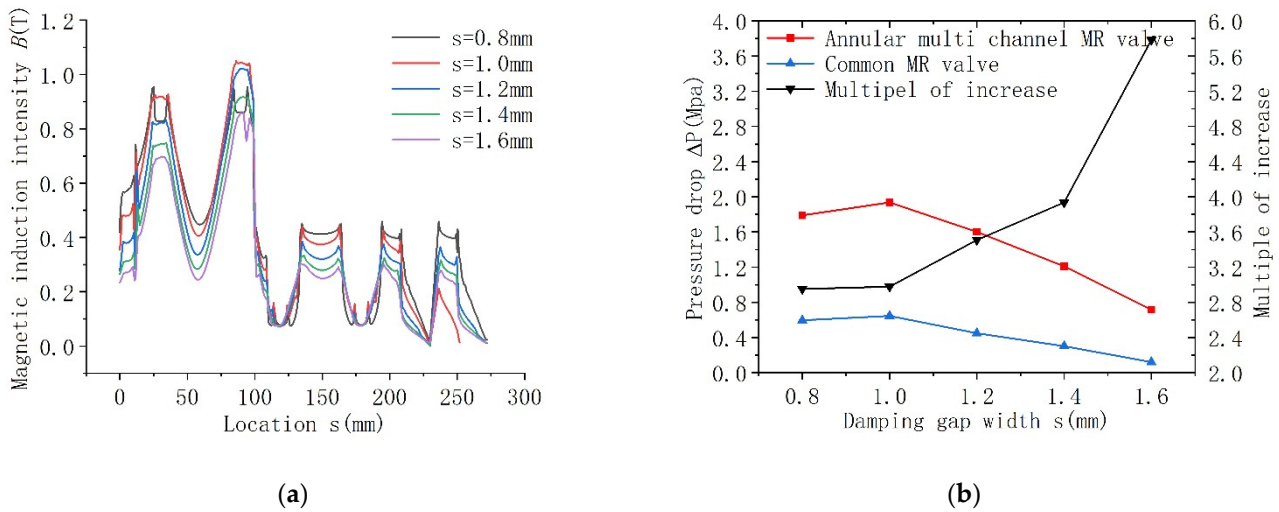 1.2
1.0
0.8
0.6
0.4
0.2
0.0
Magnetic induction intensity B(T)
s=0.8mm
s=1.0mm
s=1.2mm
s=1.4mm
s=1.6mm
0 50 100 150 200 250 300
Location s(mm)
(a)
4.0
3.6
3.2
2.8
2.4
2.0
1.6
1.2
0.8
0.4
0.0
Pressure drop ΔP(Mpa)
Annular multi channel MR valve
Common MR valve
Multipel of increase
6.0
5.6
5.2
4.8
4.4
4.0
3.6
3.2
2.8
2.4
2.0
Multiple of increase
0.8 1.0 1.2 1.4 1.6
Damping gap width s(mm)
(b)